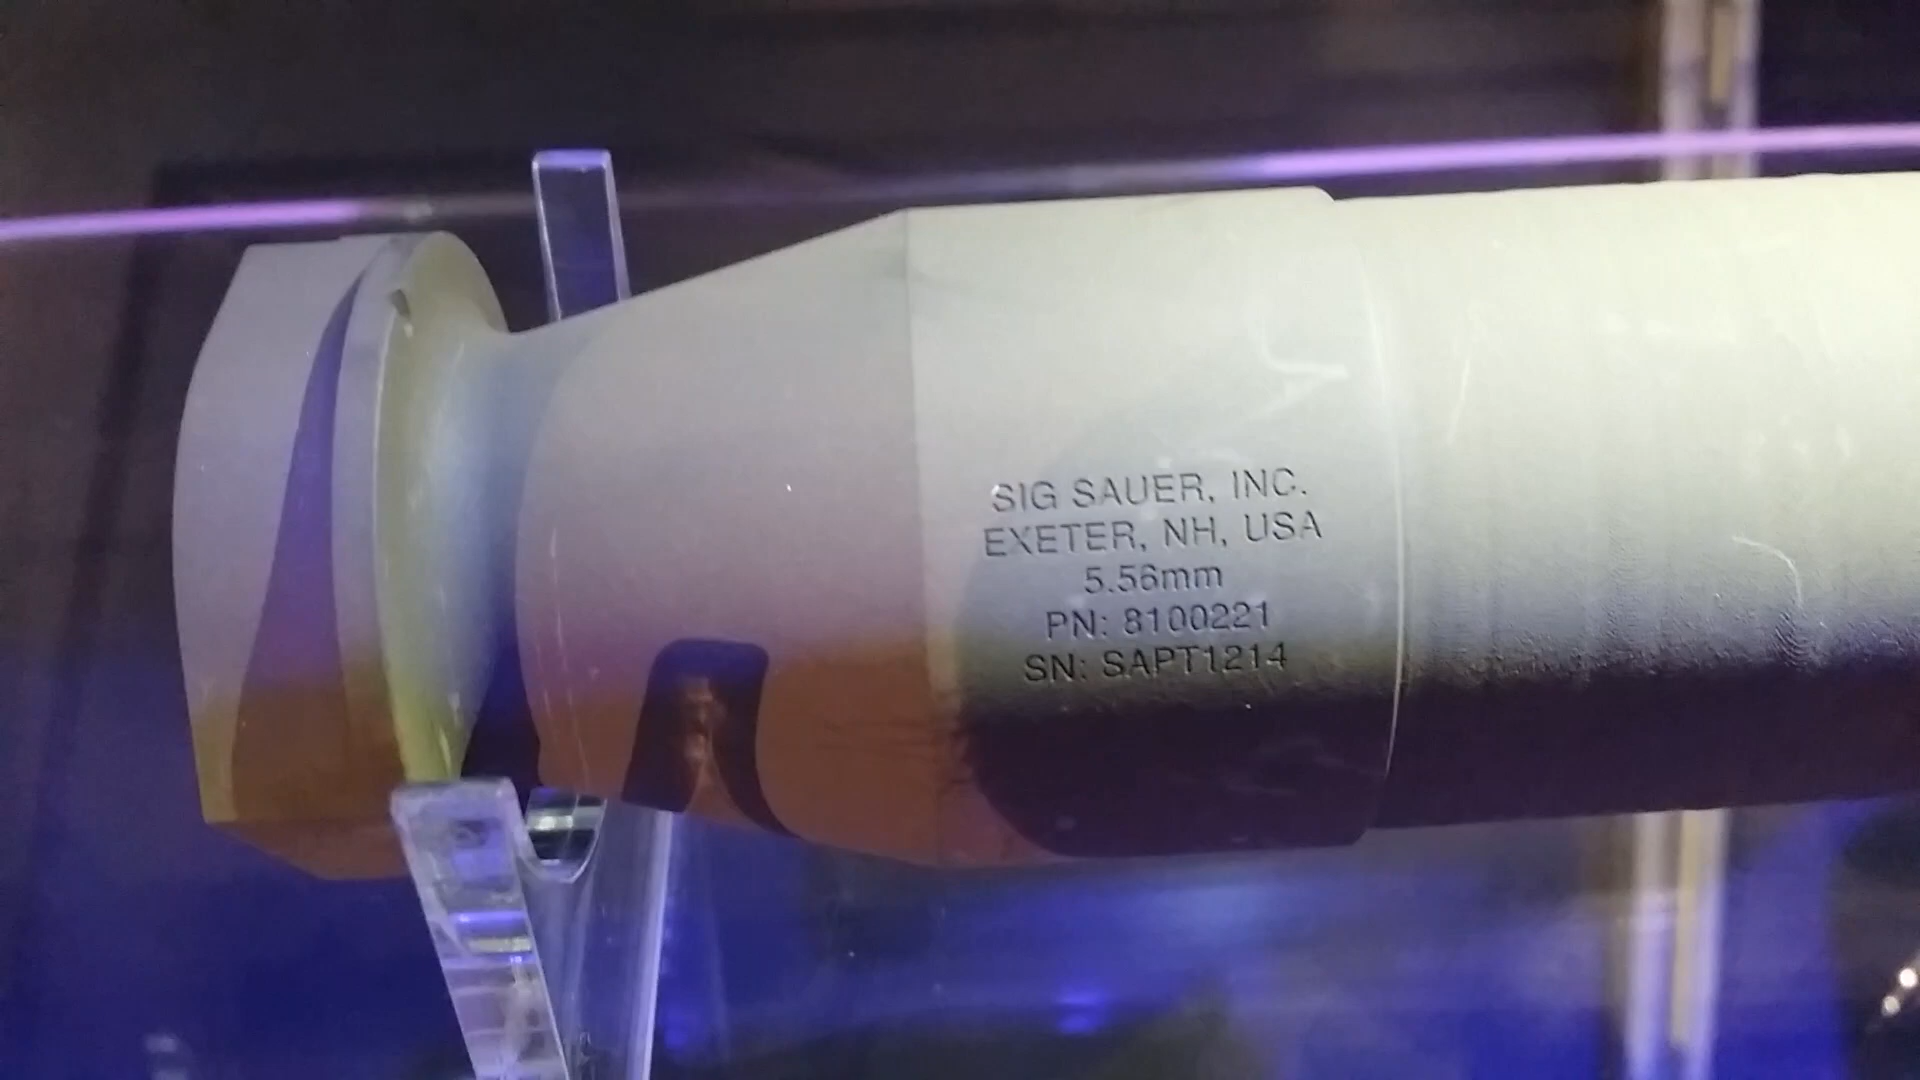 SIG SAUER, INC.
EXETER, NH, USA
5.56mm
PN: 8100221
SN: SAPT1214